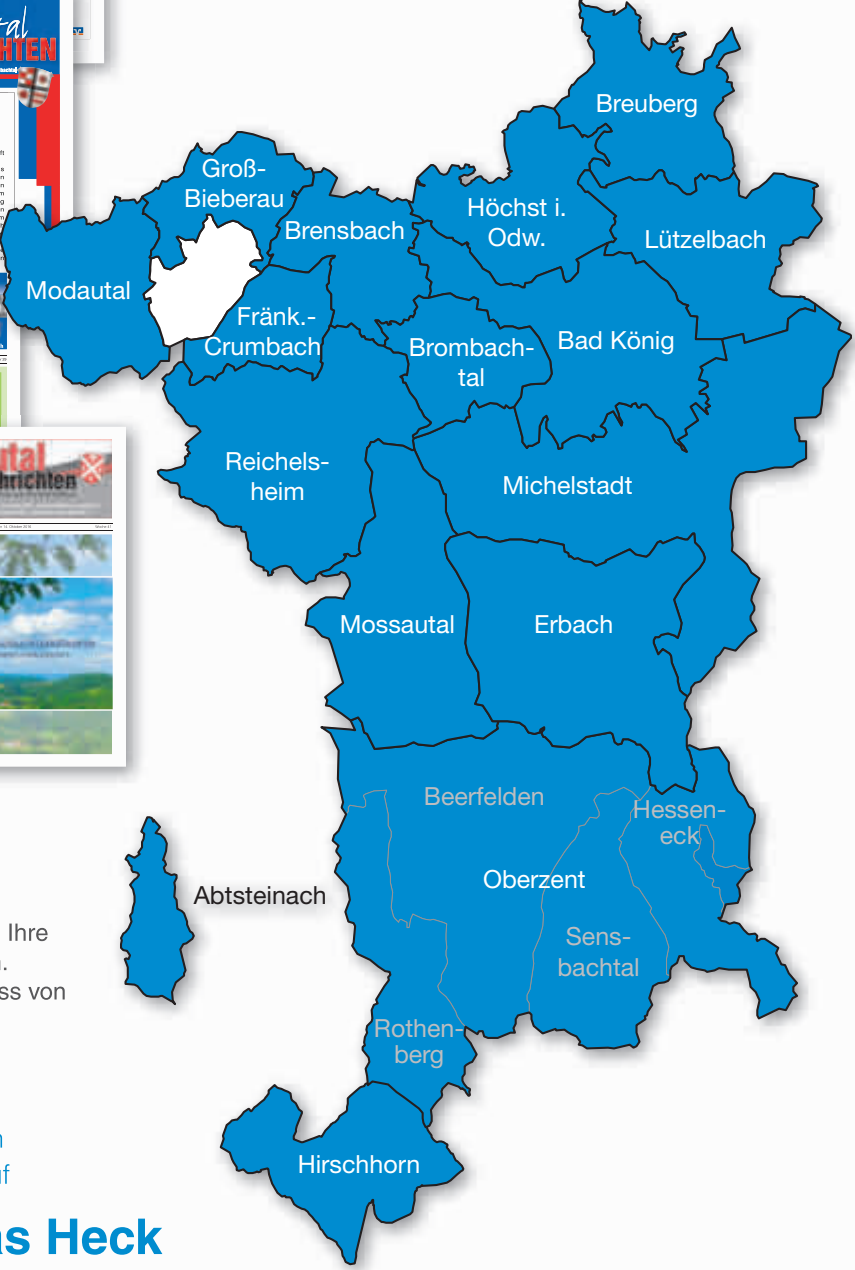 Breuberg
Groß-
Bieberau
Brensbach
Höchst i.
Odw.
Lützelbach
Modautal
Fränk.-
Crumbach
Brombach-
tal
Bad König
Reichels-
heim
Michelstadt
Mossautal
Erbach
Beerfelden
Hessen-
eck
Oberzent
Abtsteinach
Sens-
bachtal
Rothen-
berg
Hirschhorn
Ihre
ss von
as Heck